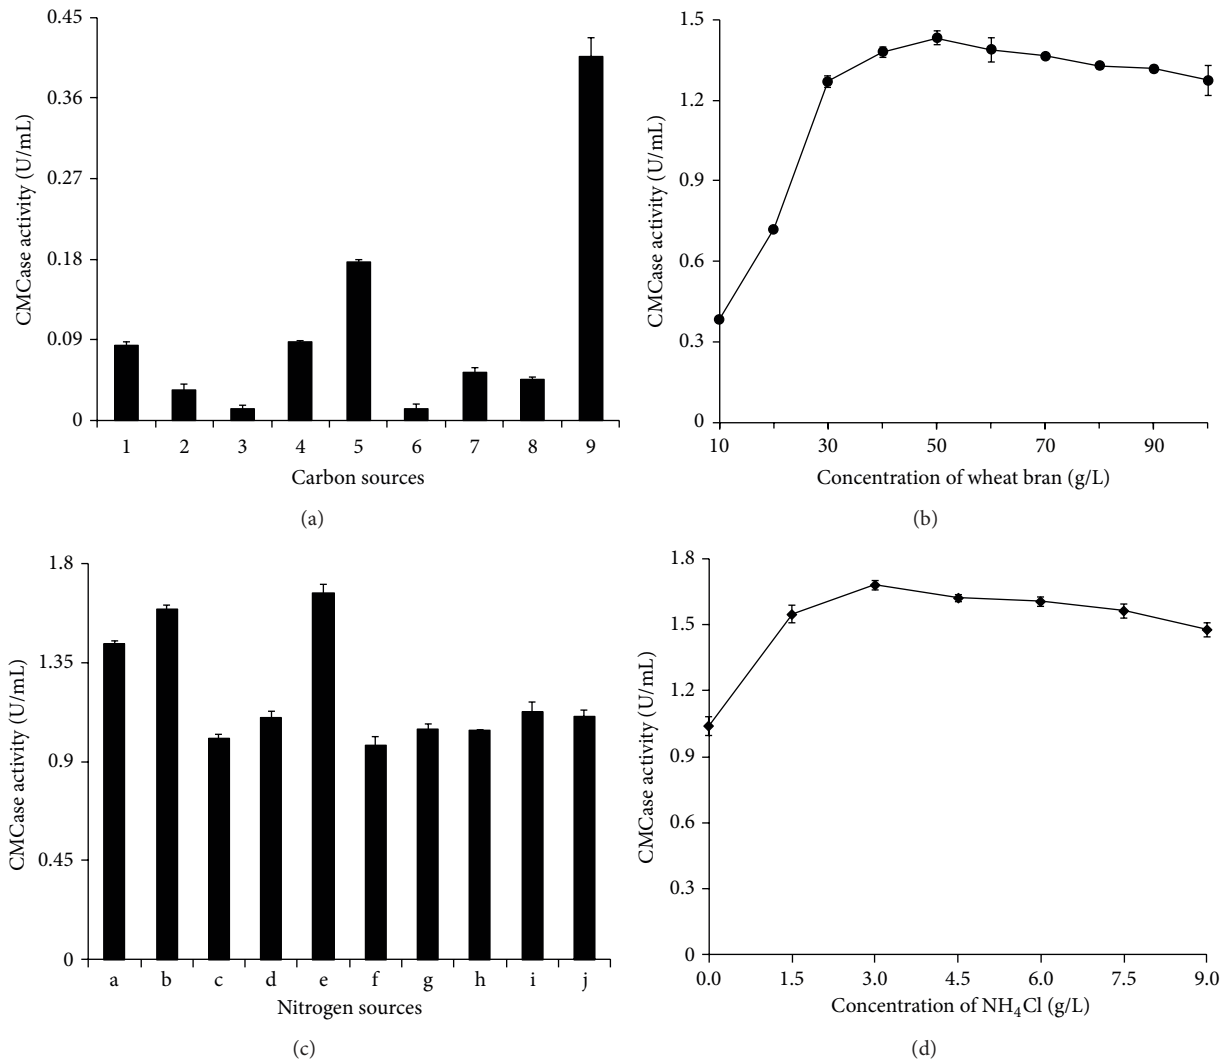 0.45
0.36
0.27
0.18
0.09
0
CMCase activity (U/mL)
1 2 3 4 5 6 7 8 9
Carbon sources
(a)
1.5
1.2
0.9
0.6
0.3
0
CMCase activity (U/mL)
10 30 50 70 90
Concentration of wheat bran (g/L)
(b)
1.8
1.35
0.9
0.45
0
CMCase activity (U/mL)
a b c d e f g h i j
Nitrogen sources
(c)
1.8
1.5
1.2
0.9
0.6
0.3
0
CMCase activity (U/mL)
0.0 1.5 3.0 4.5 6.0 7.5 9.0
Concentration of NH₄Cl (g/L)
(d)